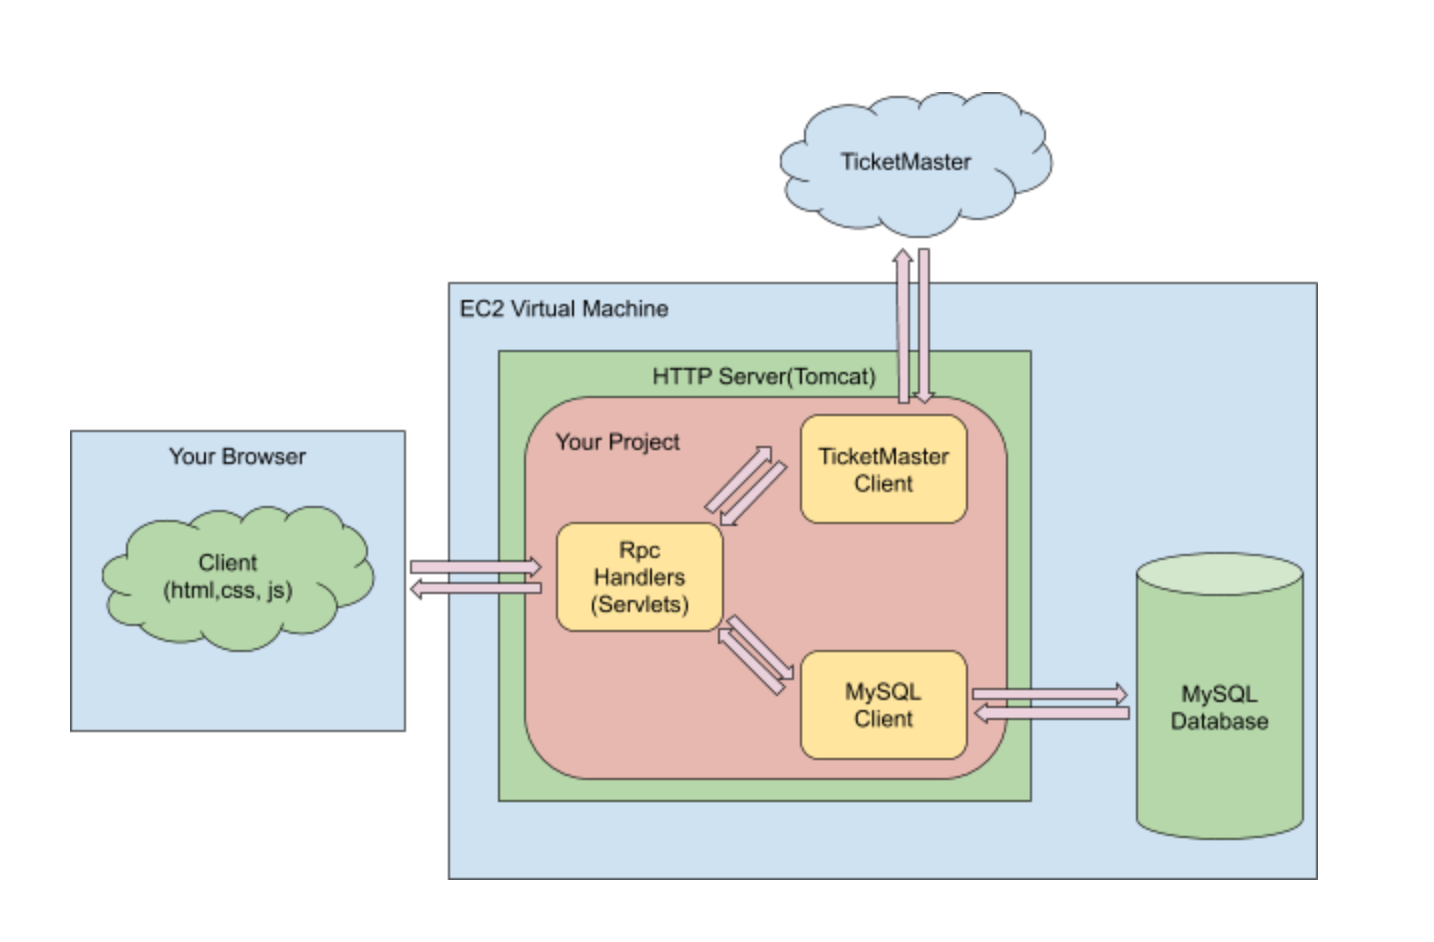 TicketMaster
EC2 Virtual Machine
HTTP Server(Tomcat)
Your Project
TicketMaster
Client
Your Browser
Client
(html,css, js)
Rpc
Handlers
(Servlets)
MySQL
Client
MySQL
Database